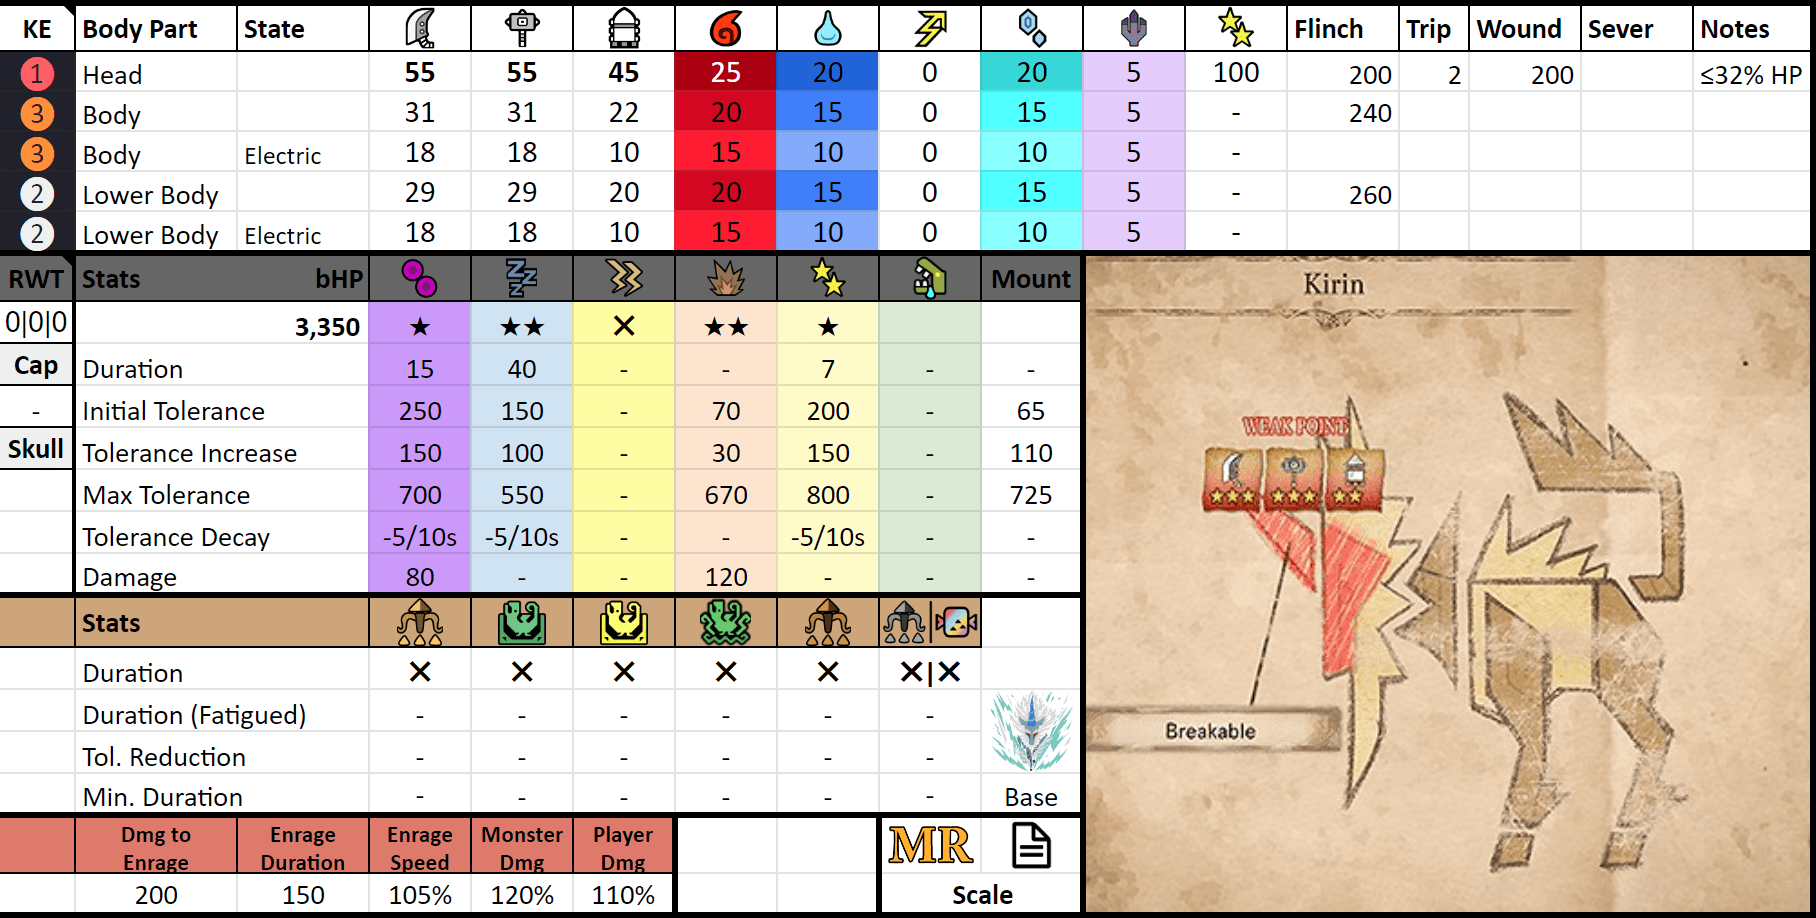 KE Body Part State Flinch Trip Wound Sever Notes
1 Head 55 55 45 25 20 0 20 5 100 200 2 200 ≤32% HP
3 Body 31 31 22 20 15 0 15 5 - 240
3 Body Electric 18 18 10 15 10 0 10 5 -
2 Lower Body 29 29 20 20 15 0 15 5 - 260
2 Lower Body Electric 18 18 10 15 10 0 10 5 -
RWT Stats bHP Mount
0|0|0 3,350 ★ ★★ ✕ ★★ ★
Cap Duration 15 40 - - 7 - -
- Initial Tolerance 250 150 - 70 200 - 65
Skull Tolerance Increase 150 100 - 30 150 - 110
Max Tolerance 700 550 - 670 800 - 725
Tolerance Decay -5/10s -5/10s - - -5/10s - -
Damage 80 - - 120 - - -
Stats
Duration ✕ ✕ ✕ ✕ ✕ ✕|✕
Duration (Fatigued) - - - - - -
Tol. Reduction - - - - - -
Min. Duration - - - - - - Base
Dmg to Enrage Enrage Duration Enrage Speed Monster Dmg Player Dmg MR
200 150 105% 120% 110% Scale
Kirin
WEAK POINT
Breakable